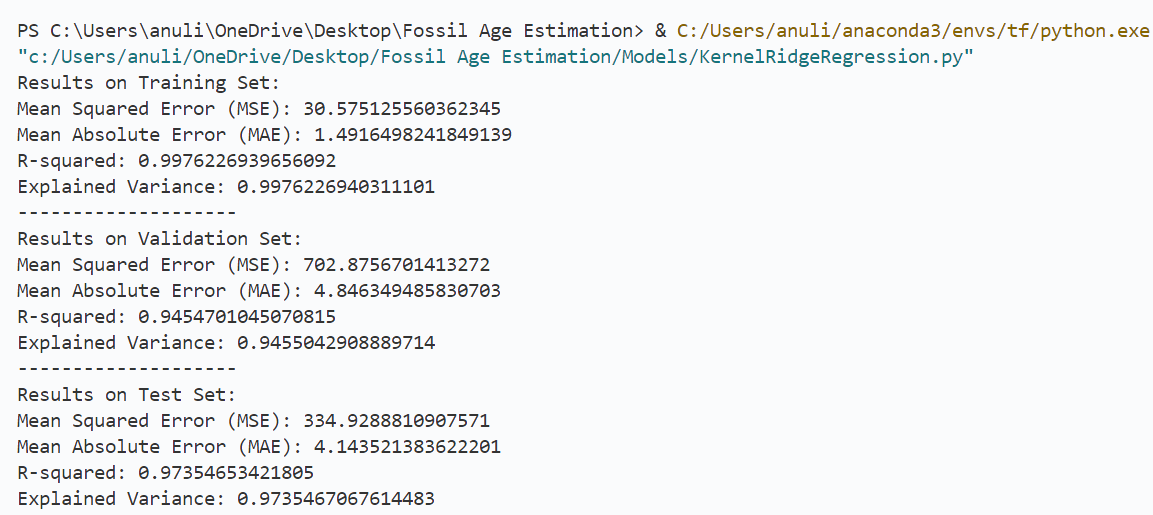 PS C:\Users\anuli\OneDrive\Desktop\Fossil Age Estimation> & C:/Users/anuli/anaconda3/envs/tf/python.exe
"c:/Users/anuli/OneDrive/Desktop/Fossil Age Estimation/Models/KernelRidgeRegression.py"
Results on Training Set:
Mean Squared Error (MSE): 30.575125560362345
Mean Absolute Error (MAE): 1.4916498241849139
R-squared: 0.9976226939656092
Explained Variance: 0.9976226940311101
--------------------
Results on Validation Set:
Mean Squared Error (MSE): 702.8756701413272
Mean Absolute Error (MAE): 4.846349485830703
R-squared: 0.9454701045070815
Explained Variance: 0.9455042908889714
--------------------
Results on Test Set:
Mean Squared Error (MSE): 334.9288810907571
Mean Absolute Error (MAE): 4.143521383622201
R-squared: 0.97354653421805
Explained Variance: 0.9735467067614483